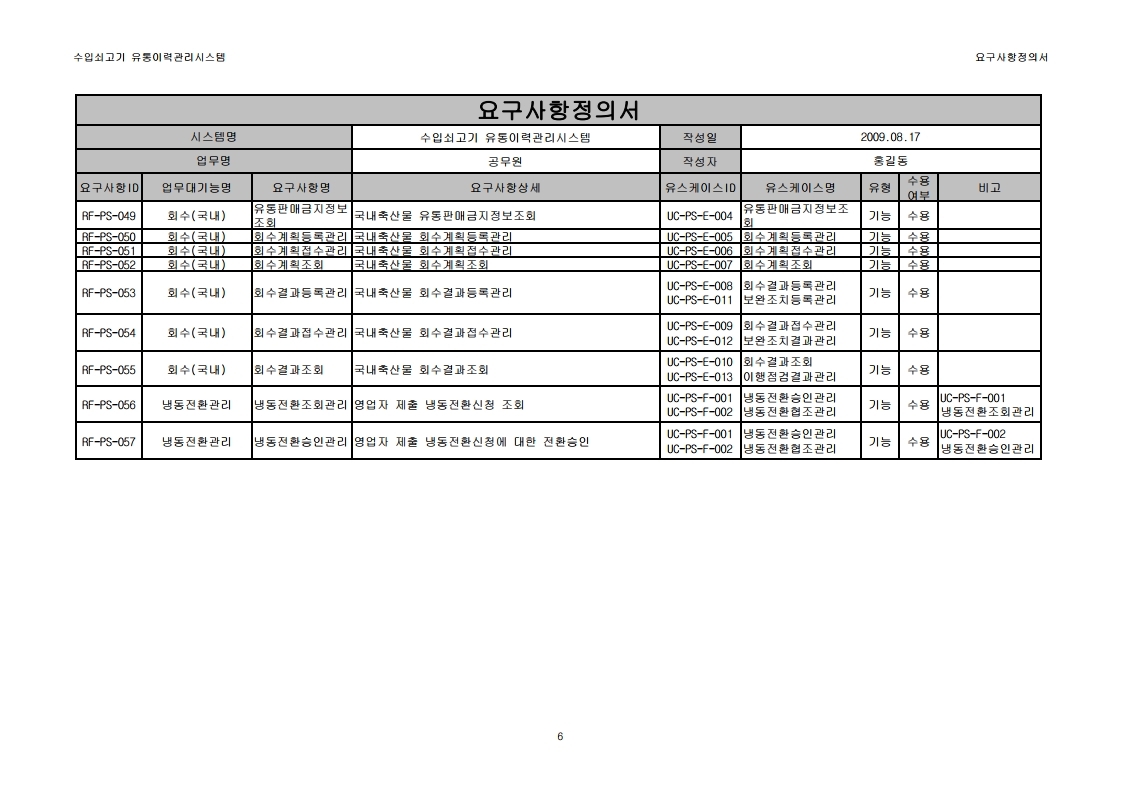 수입쇠고기 유통이력관리시스템 요구사항정의서
요구사항정의서
시스템명 수입쇠고기 유통이력관리시스템 작성일 2009.08.17
업무명 공무원 작성자 홍길동
요구사항ID 업무대기능명 요구사항명 요구사항상세 유스케이스ID 유스케이스명 유형 수용 여부 비고
RF-PS-049 회수(국내) 유통판매금지정보조회 국내축산물 유통판매금지정보조회 UC-PS-E-004 유통판매금지정보조회 기능 수용
RF-PS-050 회수(국내) 회수계획등록관리 국내축산물 회수계획등록관리 UC-PS-E-005 회수계획등록관리 기능 수용
RF-PS-051 회수(국내) 회수계획접수관리 국내축산물 회수계획접수관리 UC-PS-E-006 회수계획접수관리 기능 수용
RF-PS-052 회수(국내) 회수계획조회 국내축산물 회수계획조회 UC-PS-E-007 회수계획조회 기능 수용
RF-PS-053 회수(국내) 회수결과등록관리 국내축산물 회수결과등록관리 UC-PS-E-008 회수결과등록관리 기능 수용
UC-PS-E-011 보완조치등록관리
RF-PS-054 회수(국내) 회수결과접수관리 국내축산물 회수결과접수관리 UC-PS-E-009 회수결과접수관리 기능 수용
UC-PS-E-012 보완조치결과관리
RF-PS-055 회수(국내) 회수결과조회 국내축산물 회수결과조회 UC-PS-E-010 회수결과조회 기능 수용
UC-PS-E-013 이행점검결과관리
RF-PS-056 냉동전환관리 냉동전환조회관리 영업자 제출 냉동전환신청 조회 UC-PS-F-001 냉동전환승인관리 기능 수용 UC-PS-F-001
UC-PS-F-002 냉동전환협조관리 냉동전환조회관리
RF-PS-057 냉동전환관리 냉동전환승인관리 영업자 제출 냉동전환신청에 대한 전환승인 UC-PS-F-001 냉동전환승인관리 기능 수용 UC-PS-F-002
UC-PS-F-002 냉동전환협조관리 냉동전환승인관리
6